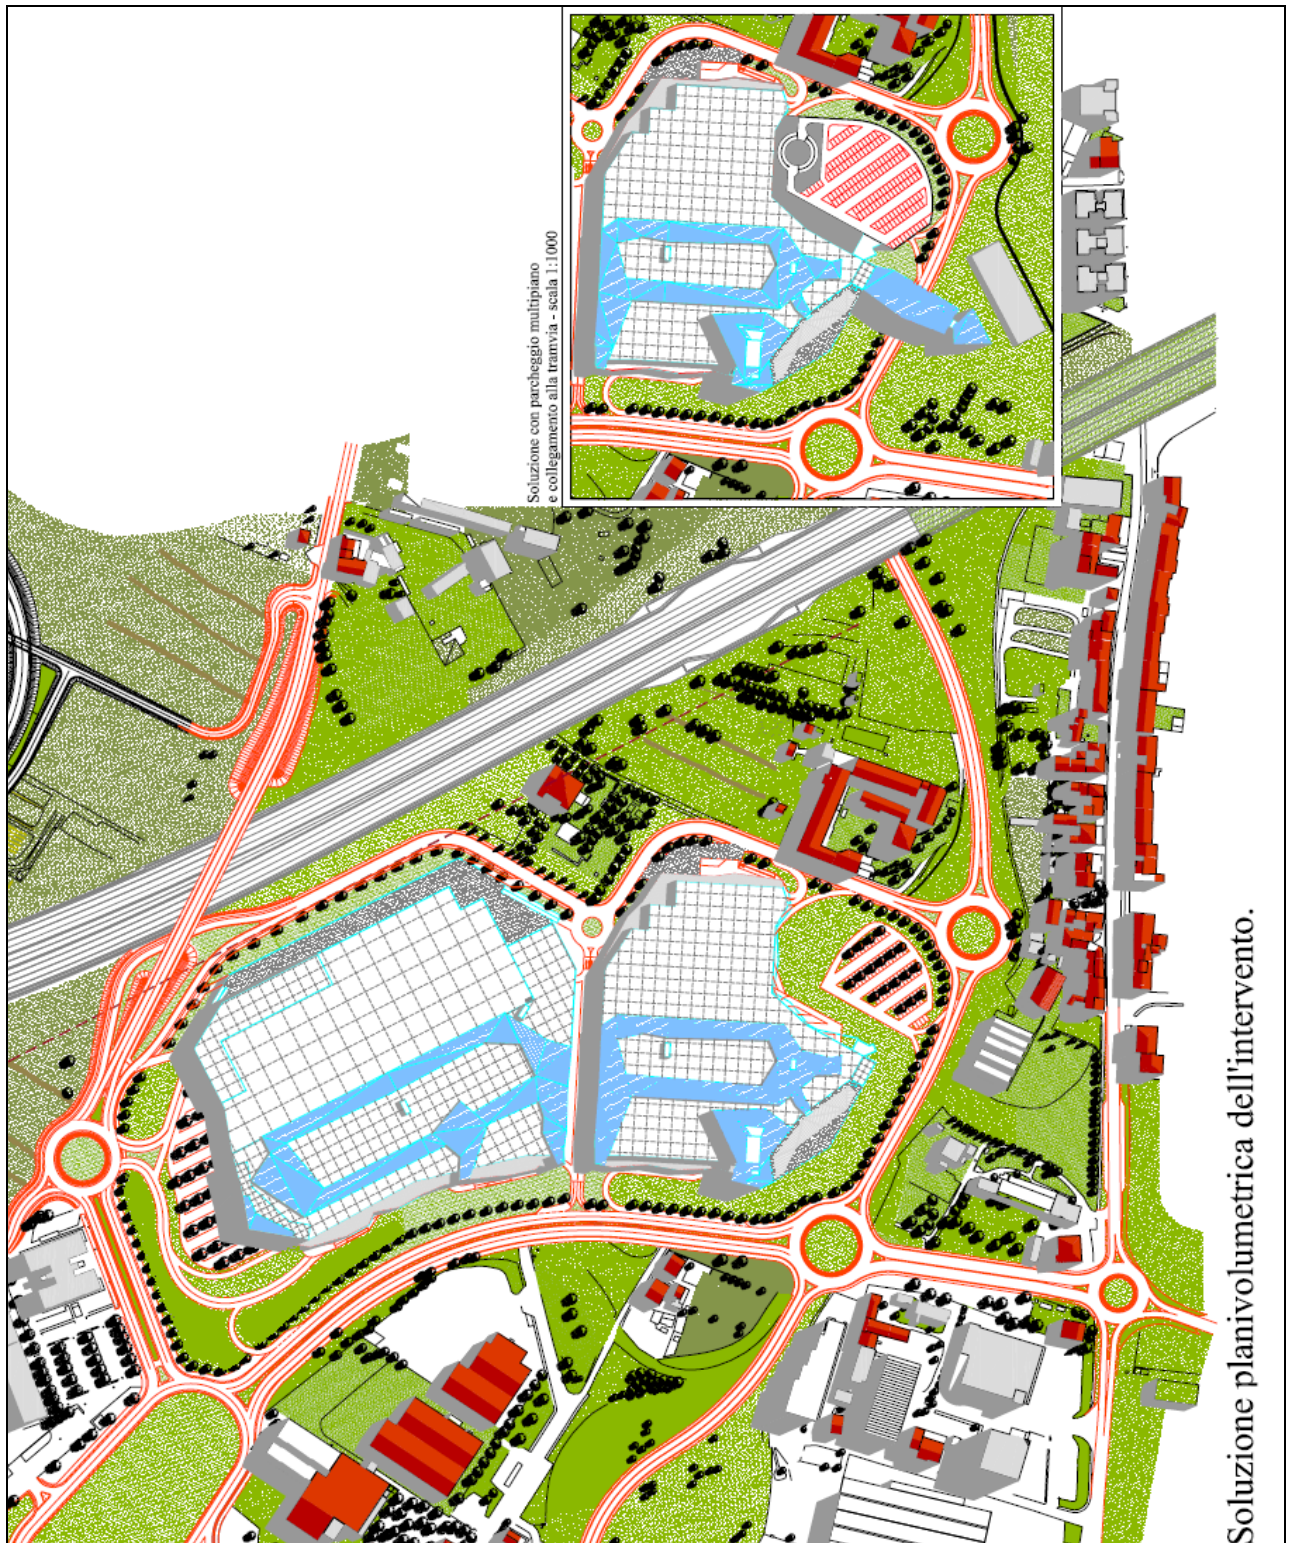 Soluzione con parcheggio multipiano
e collegamento alla tramvia - scala 1:1000
Soluzione planivolumetrica dell'intervento.